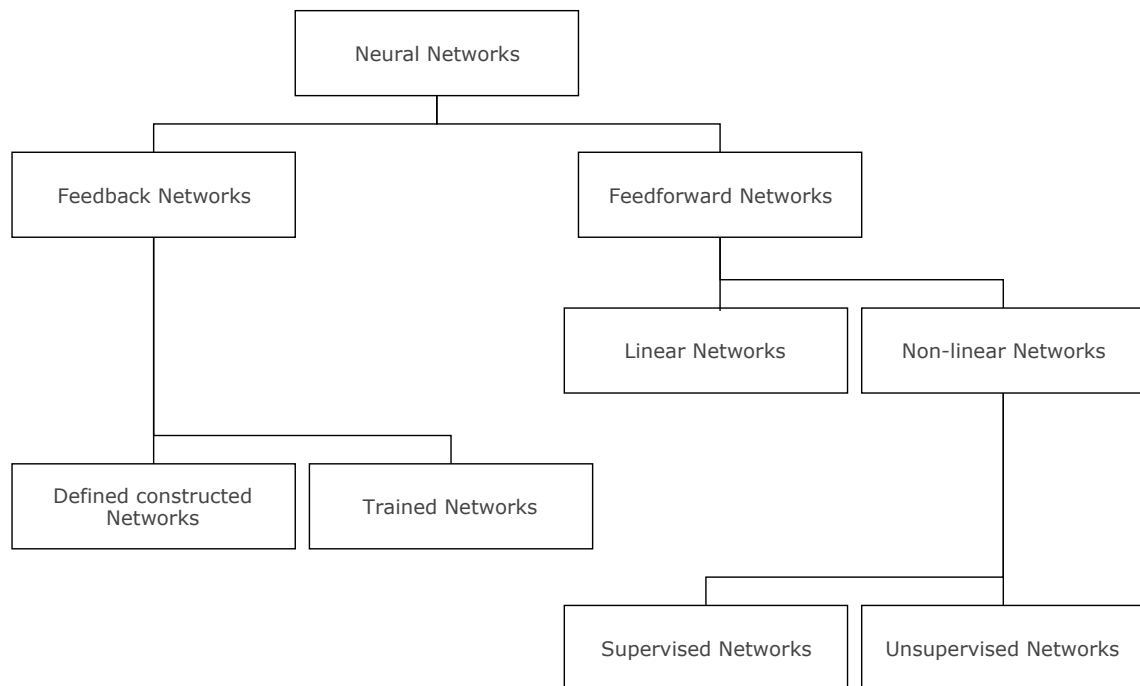 Neural Networks
Feedback Networks
Feedforward Networks
Linear Networks
Non-linear Networks
Defined constructed
Networks
Trained Networks
Supervised Networks
Unsupervised Networks